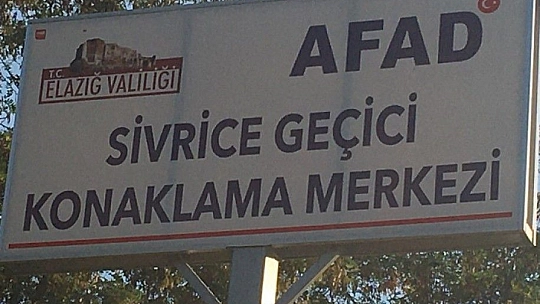 T.C.
ELAZIĞ VALİLİĞİ
AFAD
SİVRİCE GEÇİCİ
KONAKLAMA MERKEZİ